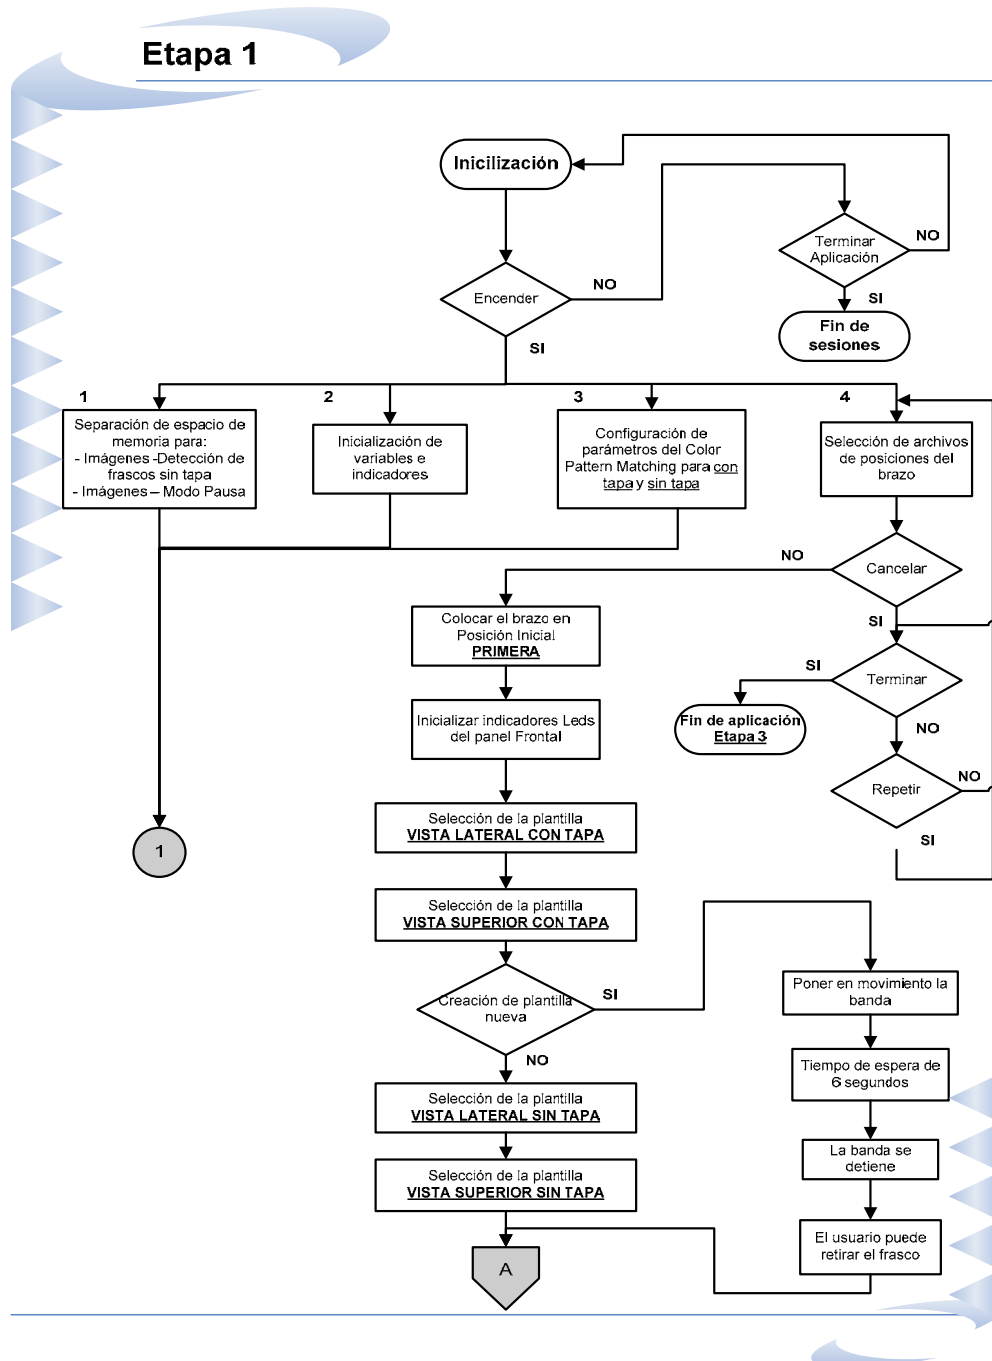 Etapa 1
Inicilización
Terminar
Aplicación
NO
NO
Encender
SI
Fin de
sesiones
SI
1
2
3
4
Separación de espacio de
memoria para:
- Imágenes -Detección de
frascos sin tapa
- Imágenes – Modo Pausa
Inicialización de
variables e
indicadores
Configuración de
parámetros del Color
Pattern Matching para con
tapa y sin tapa
Selección de archivos
de posiciones del
brazo
NO
Cancelar
SI
Colocar el brazo en
Posición Inicial
PRIMERA
SI
Terminar
Inicializar indicadores Leds
del panel Frontal
Fin de aplicación
Etapa 3
NO
Repetir
NO
SI
Selección de la plantilla
VISTA LATERAL CON TAPA
1
Selección de la plantilla
VISTA SUPERIOR CON TAPA
Creación de plantilla
nueva
SI
Poner en movimiento la
banda
NO
Tiempo de espera de
6 segundos
Selección de la plantilla
VISTA LATERAL SIN TAPA
La banda se
detiene
Selección de la plantilla
VISTA SUPERIOR SIN TAPA
El usuario puede
retirar el frasco
A